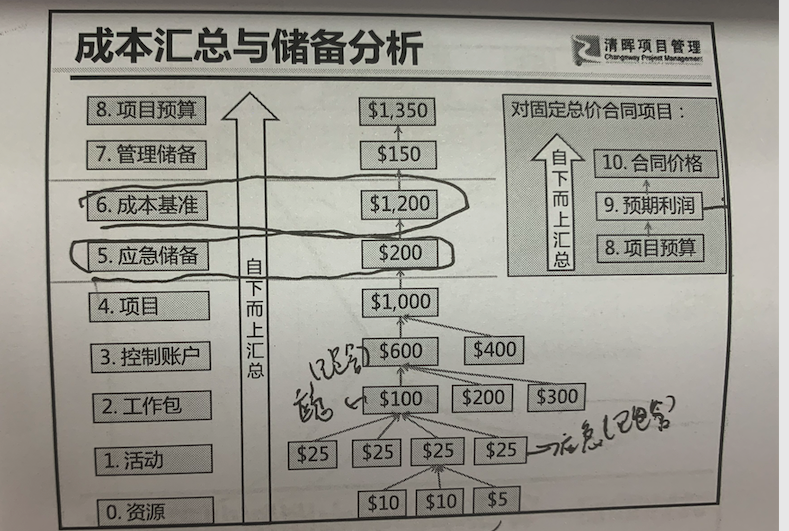 成本汇总与储备分析
清晖项目管理
Changway Project Management
8. 项目预算
$1,350
7. 管理储备
$150
6. 成本基准
$1,200
5. 应急储备
$200
4. 项目
$1,000
3. 控制账户
$600
$400
2. 工作包
$100
$200
$300
1. 活动
$25
$25
$25
$25
0. 资源
$10
$10
$5
自下而上汇总
对固定总价合同项目：
自下而上汇总
10. 合同价格
9. 预期利润
8. 项目预算
应急(已包含)
(已含)